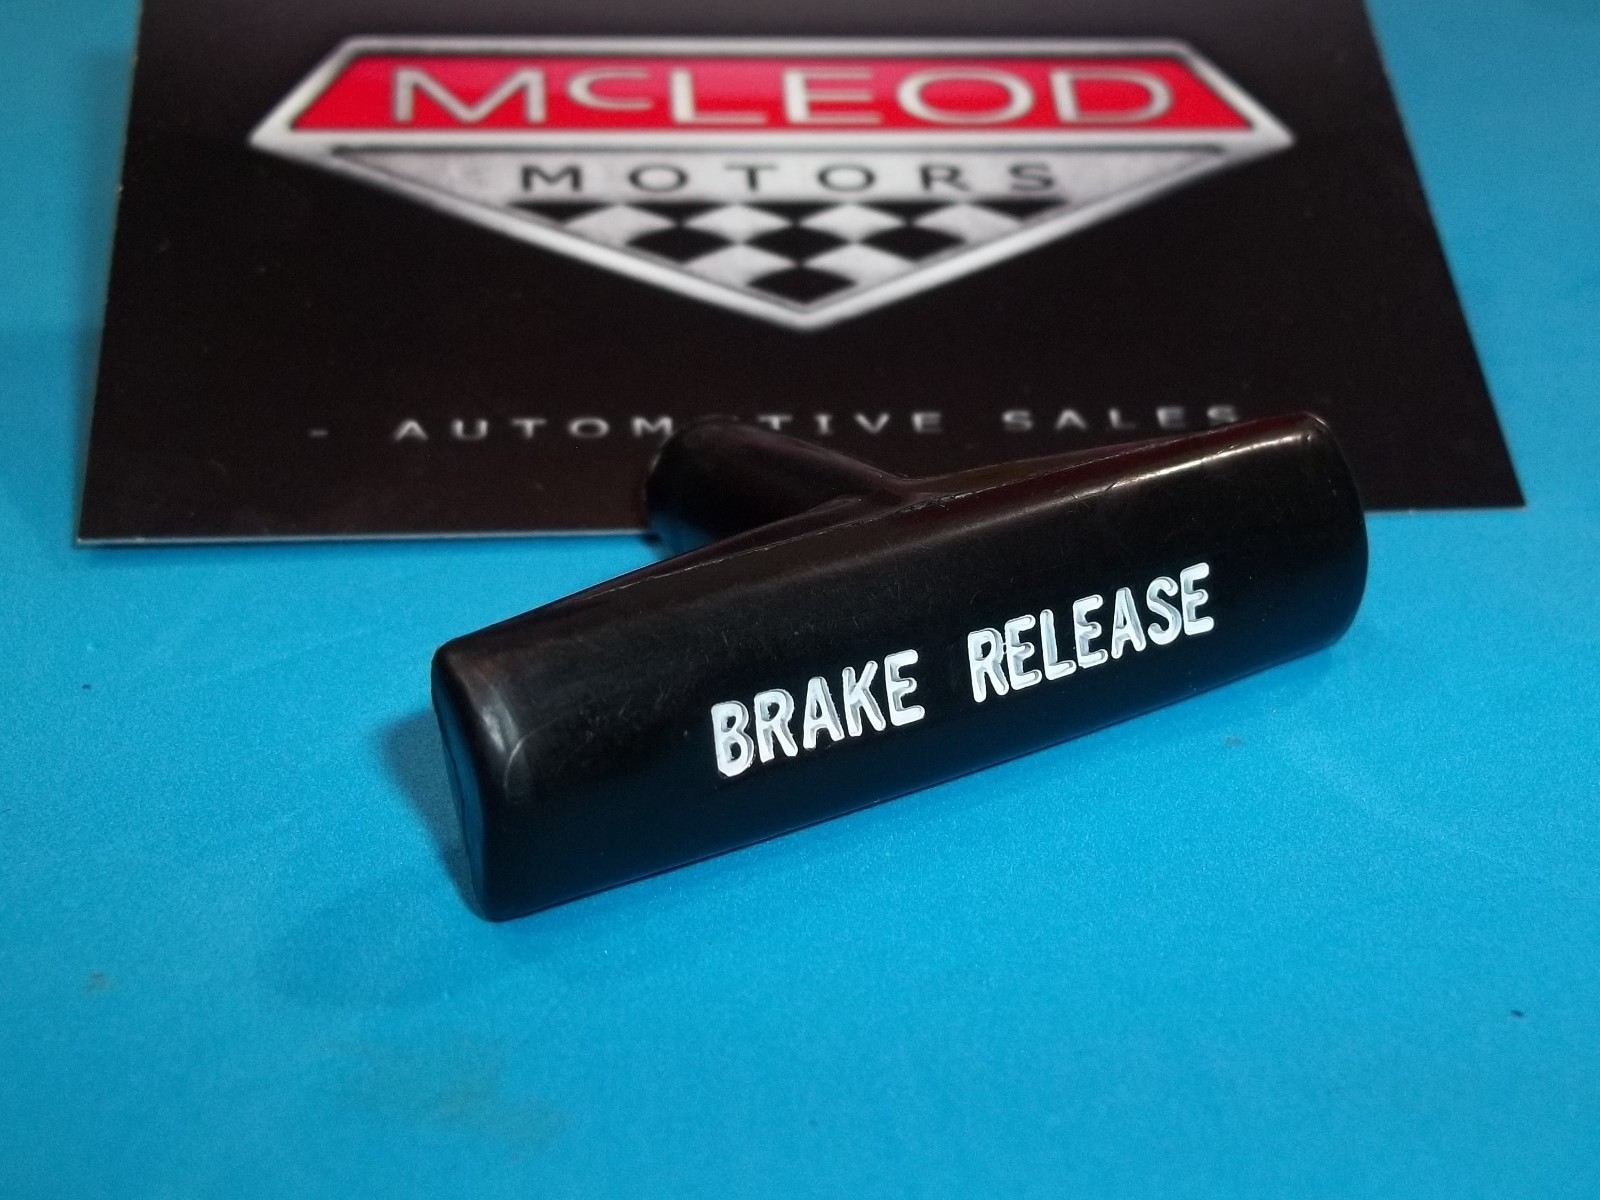 McLEOD
MOTORS
- AUTOMOTIVE SALES
BRAKE RELEASE